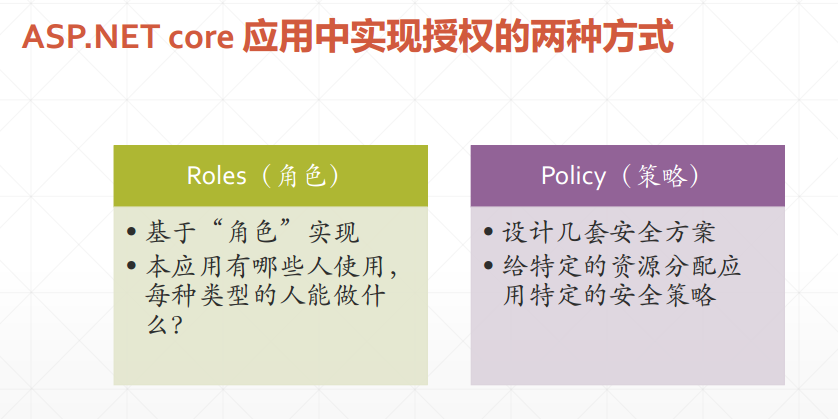 ASP.NET core 应用中实现授权的两种方式
Roles（角色）
• 基于“角色”实现
• 本应用有哪些人使用，
每种类型的人能做什
么？
Policy（策略）
• 设计几套安全方案
• 给特定的资源分配应
用特定的安全策略